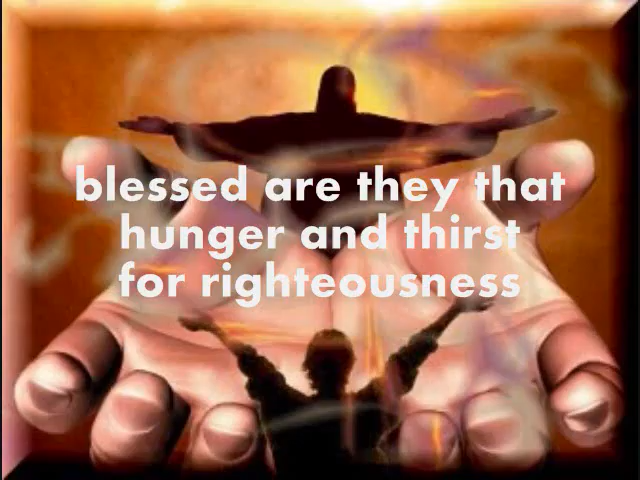 blessed are they that
hunger and thirst
for righteousness